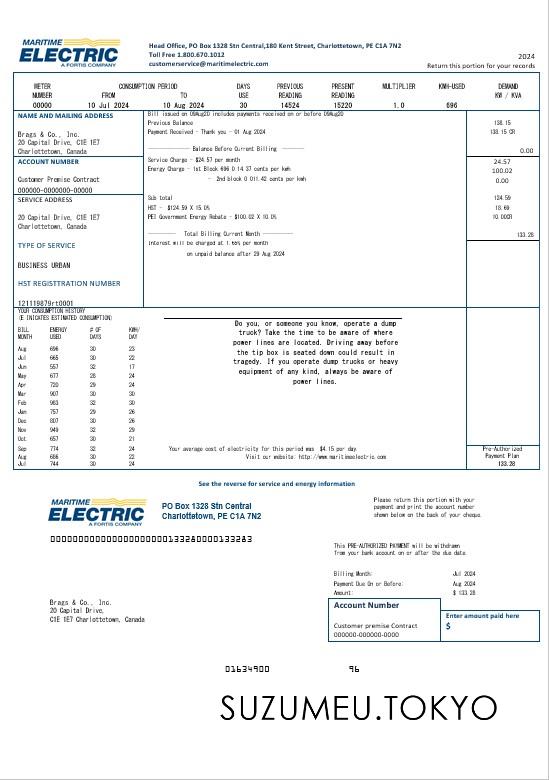 MARITIME
ELECTRIC
A FORTIS COMPANY
Head Office, PO Box 1328 Stn Central,180 Kent Street, Charlottetown, PE C1A 7N2
Toll Free 1.800.670.1012
customerservice@maritimelectric.com
2024
Return this portion for your records
METER NUMBER CONSUMPTION PERIOD FROM TO DAYS PREVIOUS READING PRESENT READING MULTIPLIER KWH-USED DEMAND KW / KVA
00000 10 Jul 2024 10 Aug 2024 30 14524 15220 1.0 696
NAME AND MAILING ADDRESS
Brags & Co., Inc.
20 Capital Drive, C1E 1E7
Charlottetown, Canada
ACCOUNT NUMBER
Customer Premise Contract
000000-0000000-00000
SERVICE ADDRESS
20 Capital Drive, C1E 1E7
Charlottetown, Canada
TYPE OF SERVICE
BUSINESS URBAN
HST REGISTTRATION NUMBER
121119879rt0001
Bill issued on 09Aug20 includes payments received on or before 09Aug20
Previous Balance 138.15
Payment Received - Thank you - 01 Aug 2024 138.15 CR
Balance Before Current Billing 0.00
Service Charge - $24.57 per month 24.57
Energy Charge - 1st Block 696 @ 14.37 cents per kwh 100.02
- 2nd block 0 @ 11.42 cents per kwh 0.00
Sub total 124.59
HST - $124.59 X 15.0% 18.69
PEI Government Energy Rebate - $100.02 X 10.0% 10.00CR
Total Billing Current Month 133.28
Interest will be charged at 1.65% per month
on unpaid balance after 29 Aug 2024
YOUR CONSUMPTION HISTORY
(E INICATES ESTIMATED CONSUMPTION)
BILL MONTH ENERGY USED # OF DAYS KWH/ DAY
Aug 696 30 23
Jul 665 30 22
Jun 557 32 17
May 677 28 24
Apr 720 29 24
Mar 907 30 30
Feb 983 32 30
Jan 757 29 26
Dec 807 30 26
Nov 949 32 29
Oct 657 30 21
Sep 774 32 24
Aug 686 30 22
Jul 744 30 24
Do you, or someone you know, operate a dump
truck? Take the time to be aware of where
power lines are located. Driving away before
the tip box is seated down could result in
tragedy. If you operate dump trucks or heavy
equipment of any kind, always be aware of
power lines.
Your average cost of electricity for this period was $4.15 per day
Visit our website: http://www.maritimeelectric.com
Pre-Authorized
Payment Plan
133.28
See the reverse for service and energy information
MARITIME
ELECTRIC
A FORTIS COMPANY
PO Box 1328 Stn Central
Charlottetown, PE C1A 7N2
Please return this portion with your
payment and print the account number
shown below on the back of your cheque.
This PRE-AUTHORIZED PAYMENT will be withdrawn
from your bank account on or after the due date.
Billing Month: Jul 2024
Payment Due On or Before: Aug 2024
Amount: $ 133.28
Brags & Co., Inc.
20 Capital Drive,
C1E 1E7 Charlottetown, Canada
Account Number
Customer premise Contract
000000-000000-0000
Enter amount paid here
$
01634900 96
SUZUMEU.TOKYO